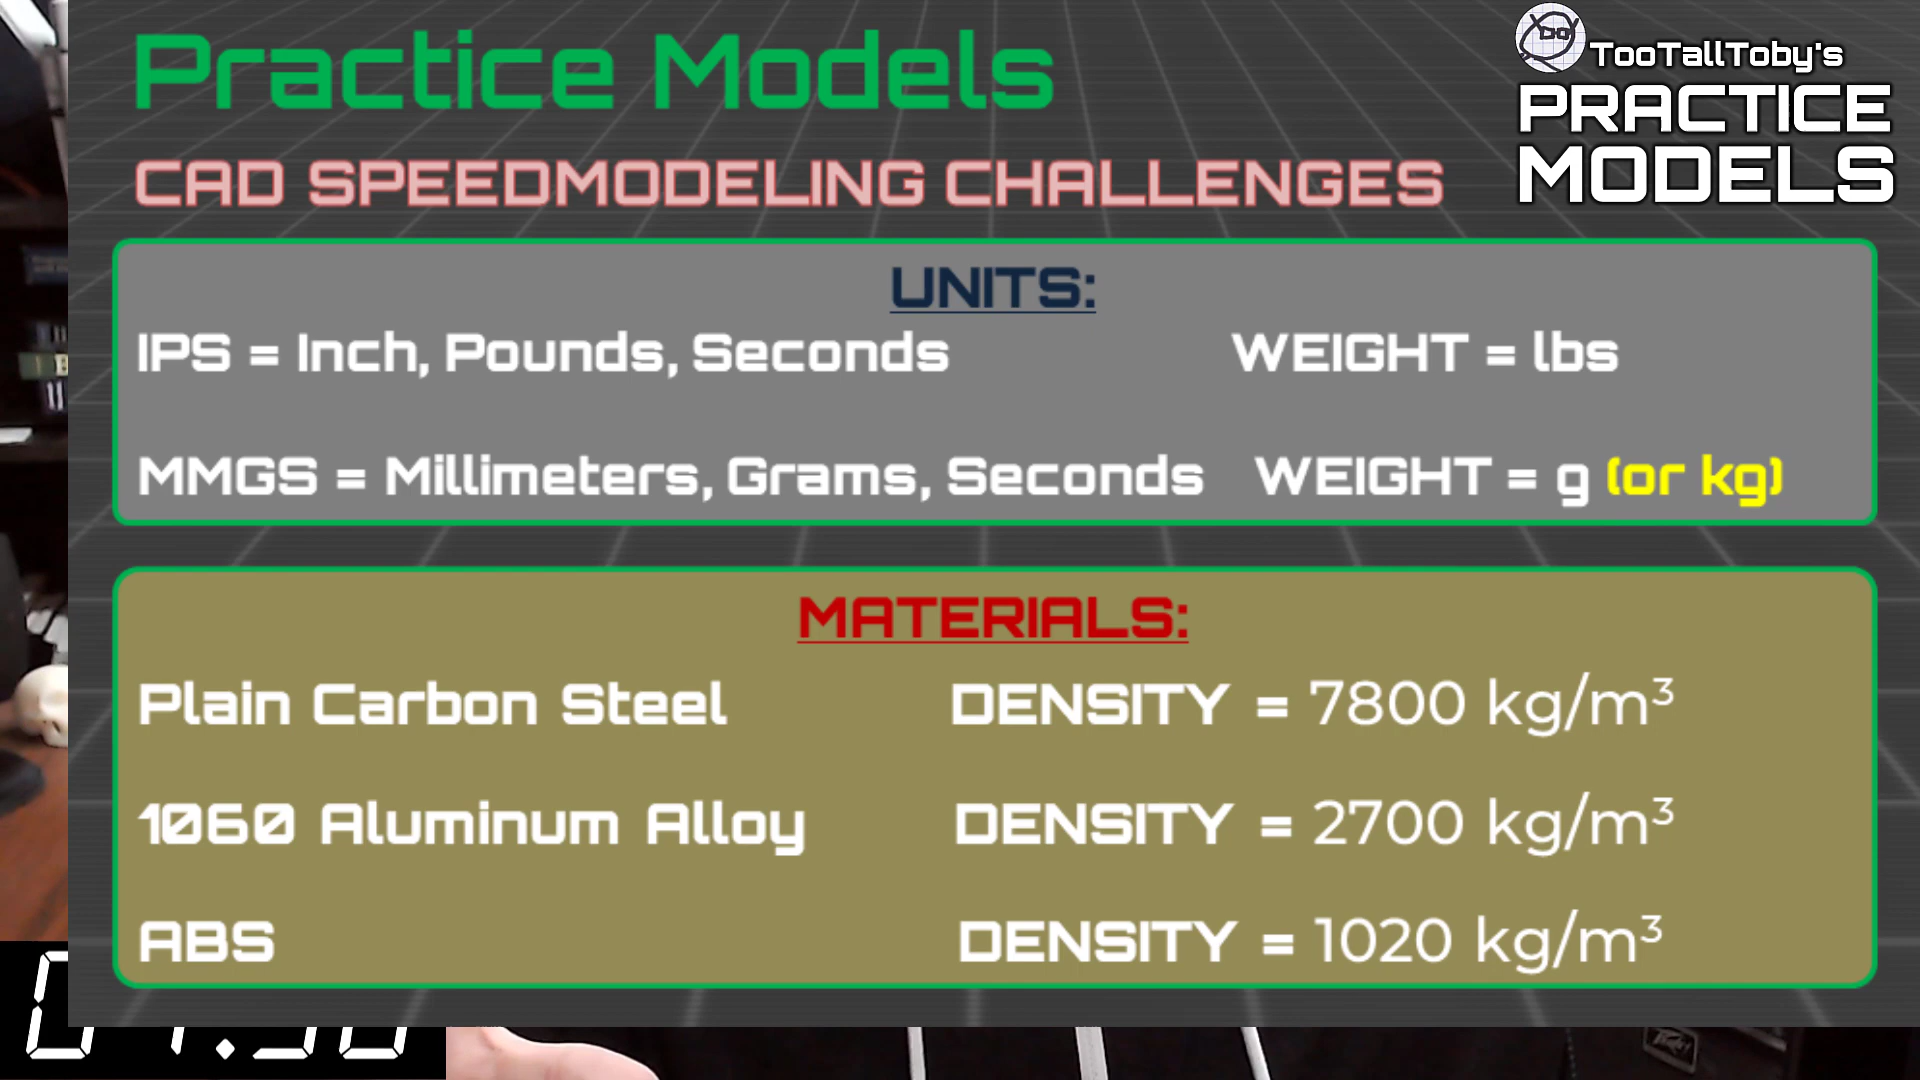 Practice Models
TooTallToby's
PRACTICE
MODELS
CAD SPEEDMODELING CHALLENGES
UNITS:
IPS = Inch, Pounds, Seconds WEIGHT = lbs
MMGS = Millimeters, Grams, Seconds WEIGHT = g (or kg)
MATERIALS:
Plain Carbon Steel DENSITY = 7800 kg/m³
1060 Aluminum Alloy DENSITY = 2700 kg/m³
ABS DENSITY = 1020 kg/m³